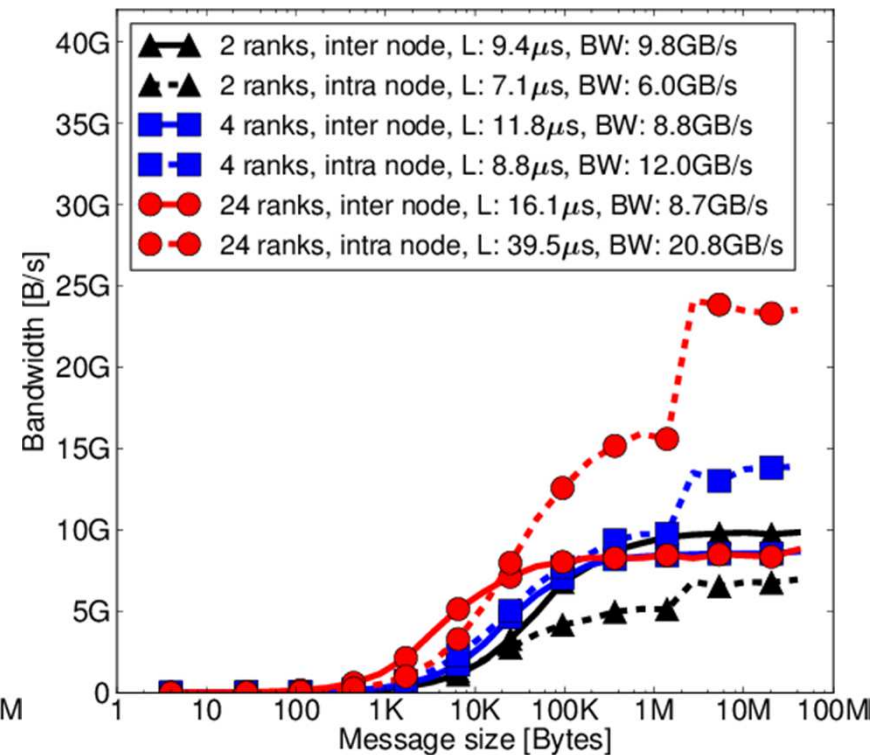 40G
35G
30G
25G
20G
15G
10G
5G
0
Bandwidth [B/s]
2 ranks, inter node, L: 9.4μs, BW: 9.8GB/s
2 ranks, intra node, L: 7.1μs, BW: 6.0GB/s
4 ranks, inter node, L: 11.8μs, BW: 8.8GB/s
4 ranks, intra node, L: 8.8μs, BW: 12.0GB/s
24 ranks, inter node, L: 16.1μs, BW: 8.7GB/s
24 ranks, intra node, L: 39.5μs, BW: 20.8GB/s
M 1 10 100 1K 10K 100K 1M 10M 100M
Message size [Bytes]